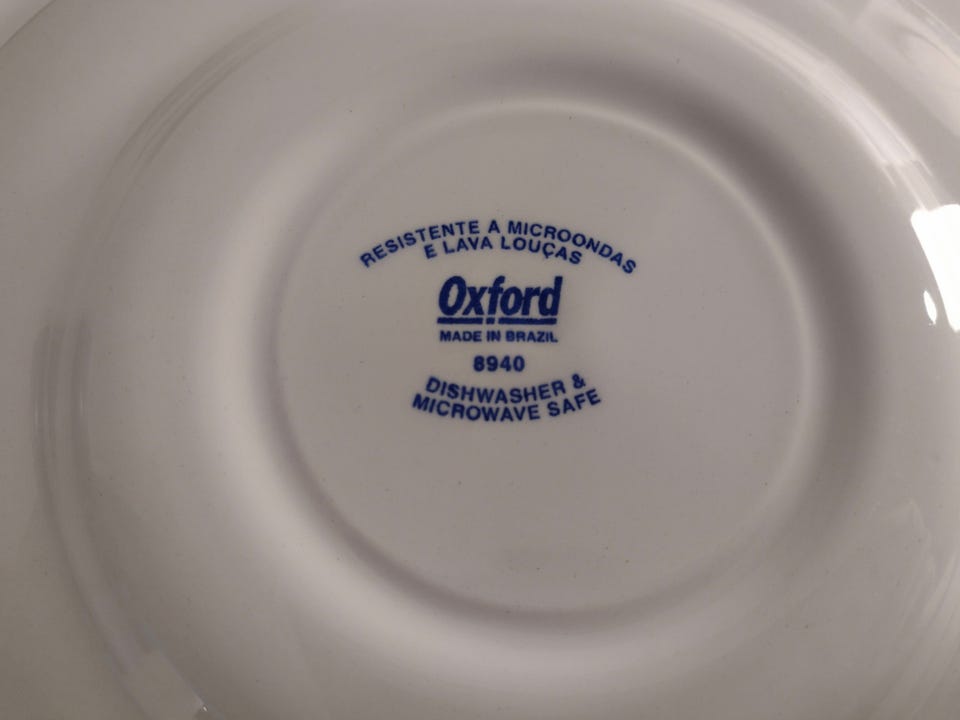 RESISTENTE A MICROONDAS
E LAVA LOUÇAS
Oxford
MADE IN BRAZIL
8940
DISHWASHER &
MICROWAVE SAFE